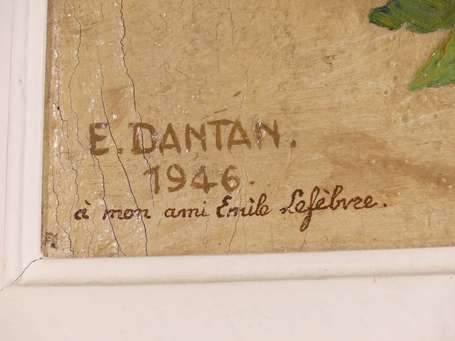 E. DANTAN.
1946.
à mon ami Emile Lefèbvre.